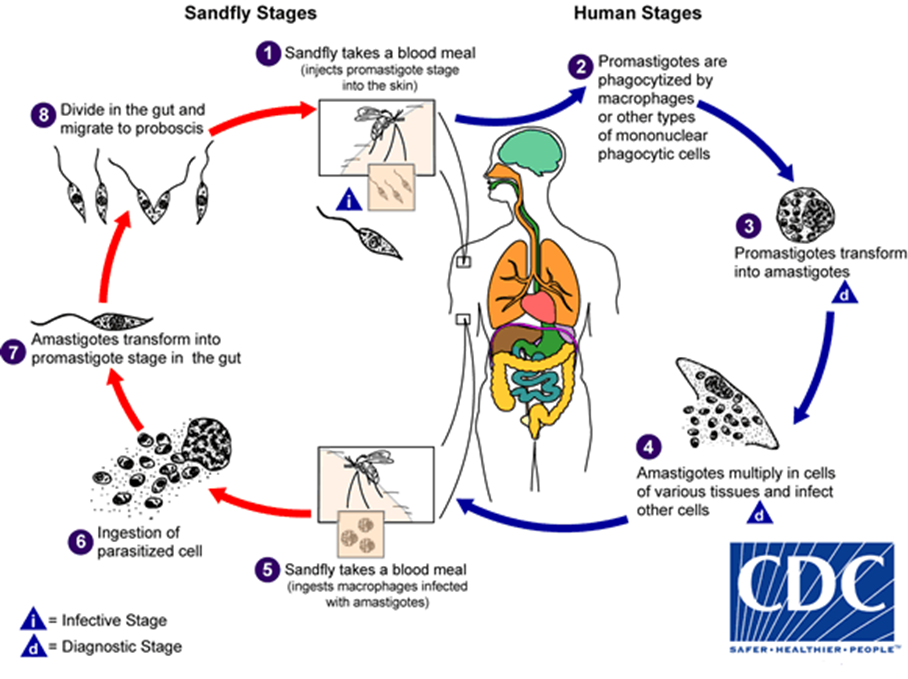 Sandfly Stages
Human Stages
1 Sandfly takes a blood meal
(injects promastigote stage
into the skin)
i
2 Promastigotes are
phagocytized by
macrophages
or other types
of mononuclear
phagocytic cells
3
Promastigotes transform
into amastigotes
d
4
Amastigotes multiply in cells
of various tissues and infect
other cells
d
5 Sandfly takes a blood meal
(ingests macrophages infected
with amastigotes)
6 Ingestion of
parasitized cell
7 Amastigotes transform into
promastigote stage in the gut
8 Divide in the gut and
migrate to proboscis
i = Infective Stage
d = Diagnostic Stage
CDC
SAFER•HEALTHIER•PEOPLE™